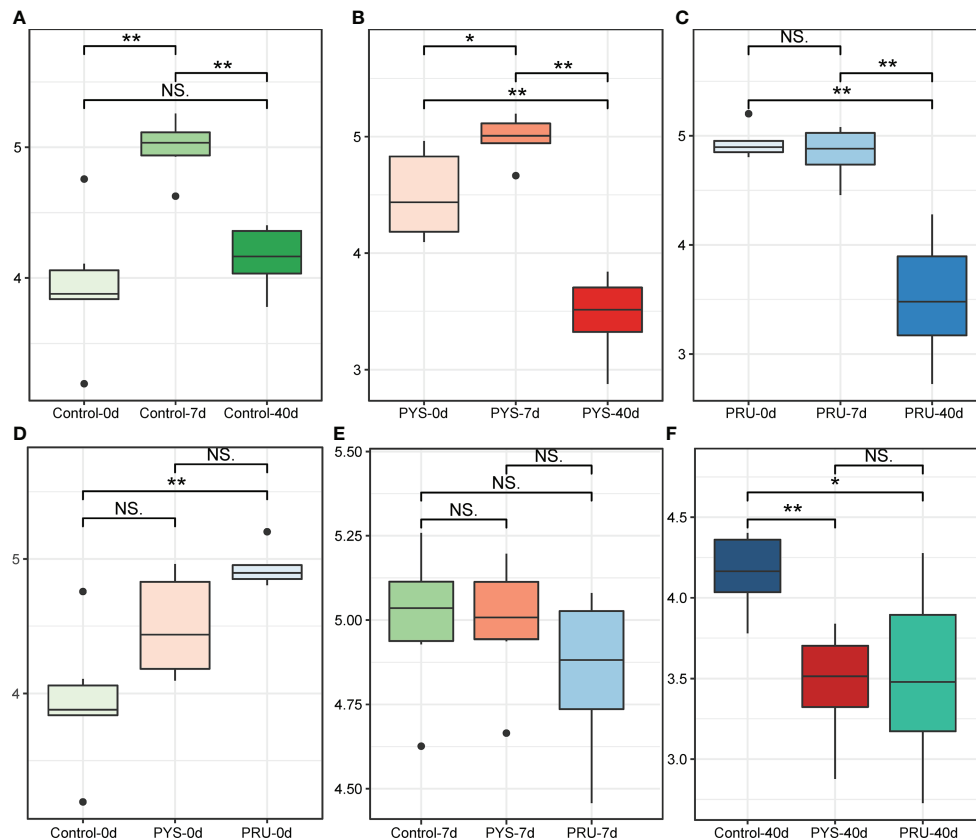 A
**
**
NS.
5
4
Control-0d Control-7d Control-40d
B
*
**
**
5
4
3
PYS-0d PYS-7d PYS-40d
C
NS.
**
**
5
4
3
PRU-0d PRU-7d PRU-40d
D
NS.
**
NS.
5
4
Control-0d PYS-0d PRU-0d
E
NS.
NS.
NS.
5.50
5.25
5.00
4.75
4.50
Control-7d PYS-7d PRU-7d
F
NS.
*
**
4.5
4.0
3.5
3.0
Control-40d PYS-40d PRU-40d